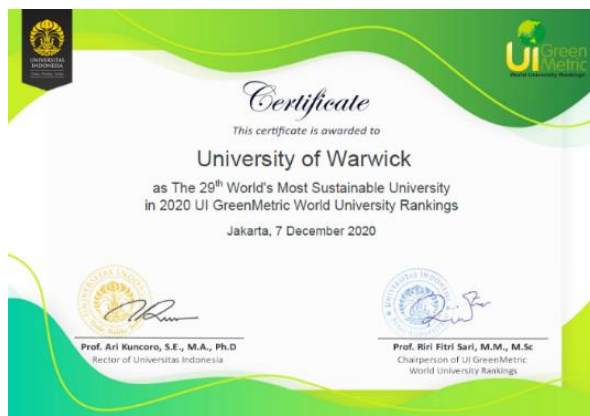 UNIVERSITAS
INDONESIA
UI Green
Metric
World University Rankings
Certificate
This certificate is awarded to
University of Warwick
as The 29th World's Most Sustainable University
in 2020 UI GreenMetric World University Rankings
Jakarta, 7 December 2020
Prof. Ari Kuncoro, S.E., M.A., Ph.D
Rector of Universitas Indonesia
Prof. Riri Fitri Sari, M.M., M.Sc
Chairperson of UI GreenMetric
World University Rankings